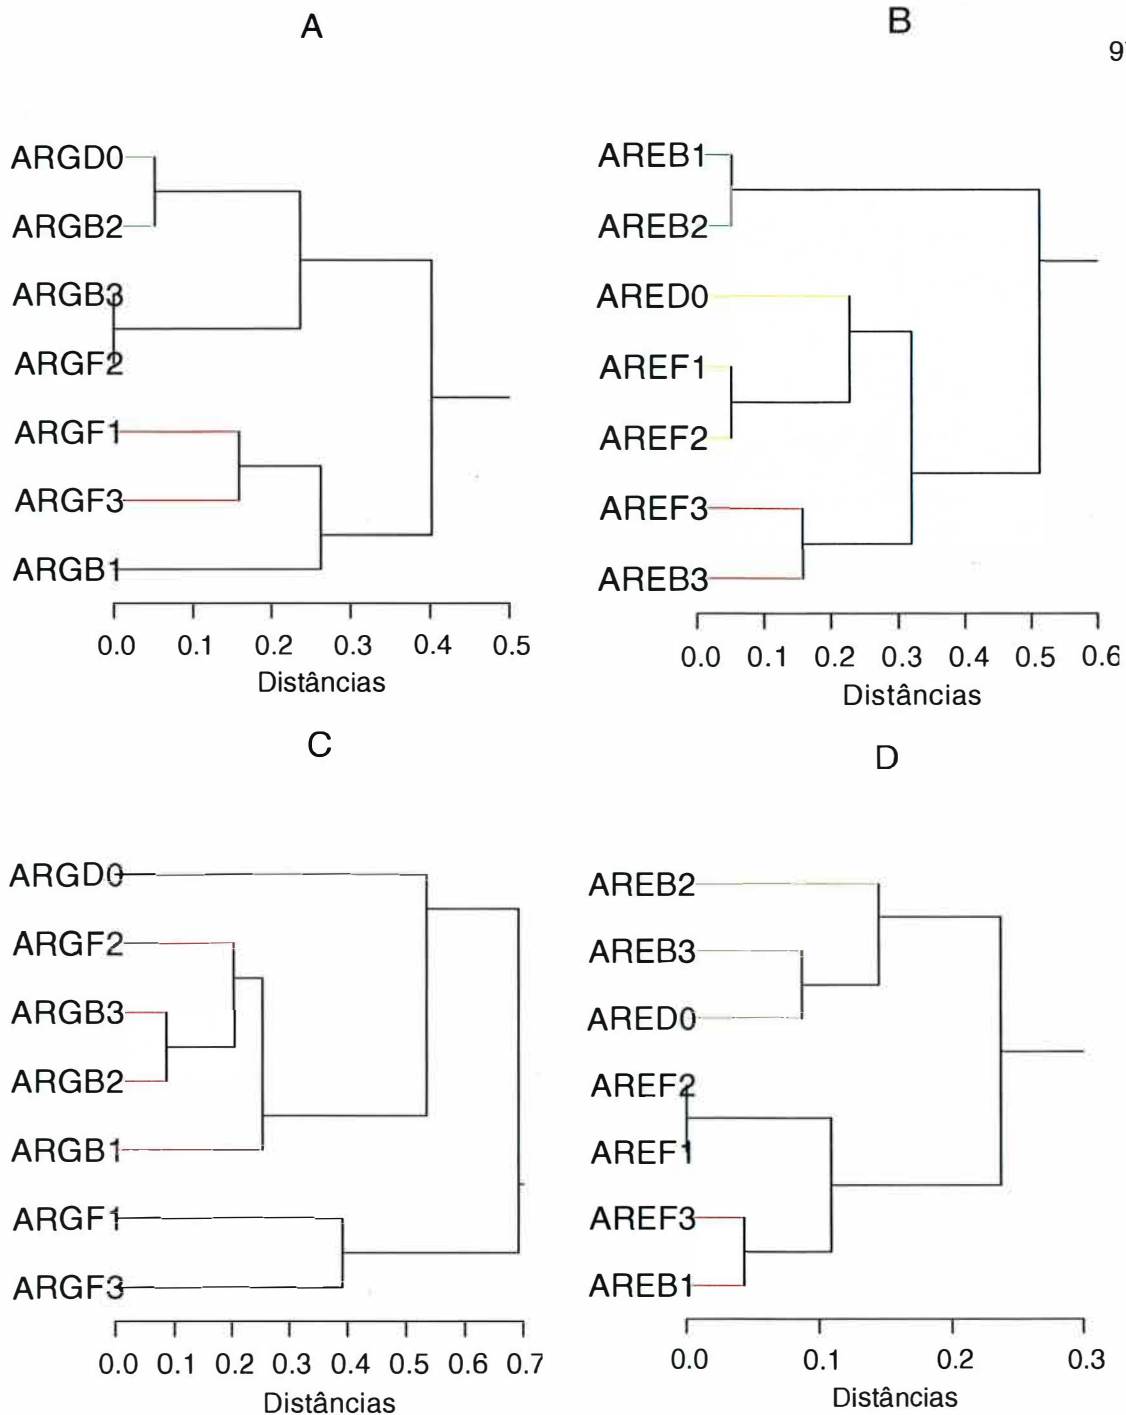 A
B
ARGD0
ARGB2
ARGB3
ARGF2
ARGF1
ARGF3
ARGB1
0.0 0.1 0.2 0.3 0.4 0.5
Distâncias
AREB1
AREB2
ARED0
AREF1
AREF2
AREF3
AREB3
0.0 0.1 0.2 0.3 0.4 0.5 0.6
Distâncias
C
D
ARGD0
ARGF2
ARGB3
ARGB2
ARGB1
ARGF1
ARGF3
0.0 0.1 0.2 0.3 0.4 0.5 0.6 0.7
Distâncias
AREB2
AREB3
ARED0
AREF2
AREF1
AREF3
AREB1
0.0 0.1 0.2 0.3
Distâncias